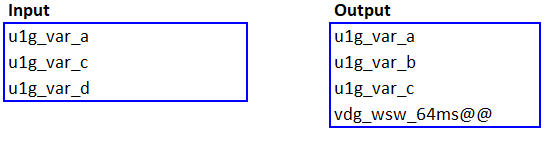 Input
u1g_var_a
u1g_var_c
u1g_var_d
Output
u1g_var_a
u1g_var_b
u1g_var_c
vdg_wsw_64ms@@